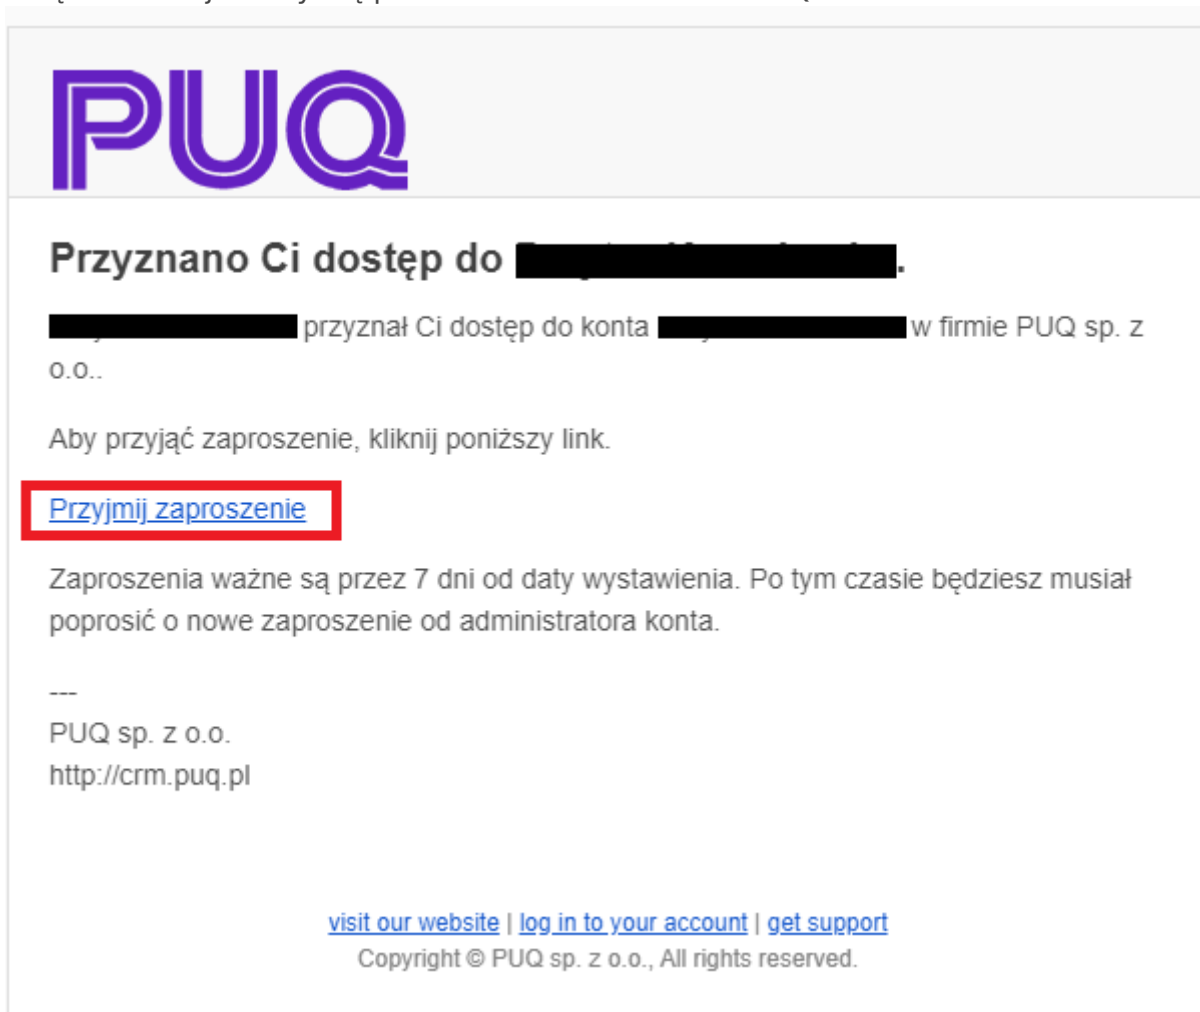 PUQ
Przyznano Ci dostęp do .
przyznał Ci dostęp do konta w firmie PUQ sp. z
o.o..
Aby przyjąć zaproszenie, kliknij poniższy link.
Przyjmij zaproszenie
Zaproszenia ważne są przez 7 dni od daty wystawienia. Po tym czasie będziesz musiał
poprosić o nowe zaproszenie od administratora konta.
---
PUQ sp. z o.o.
http://crm.puq.pl
visit our website | log in to your account | get support
Copyright © PUQ sp. z o.o., All rights reserved.